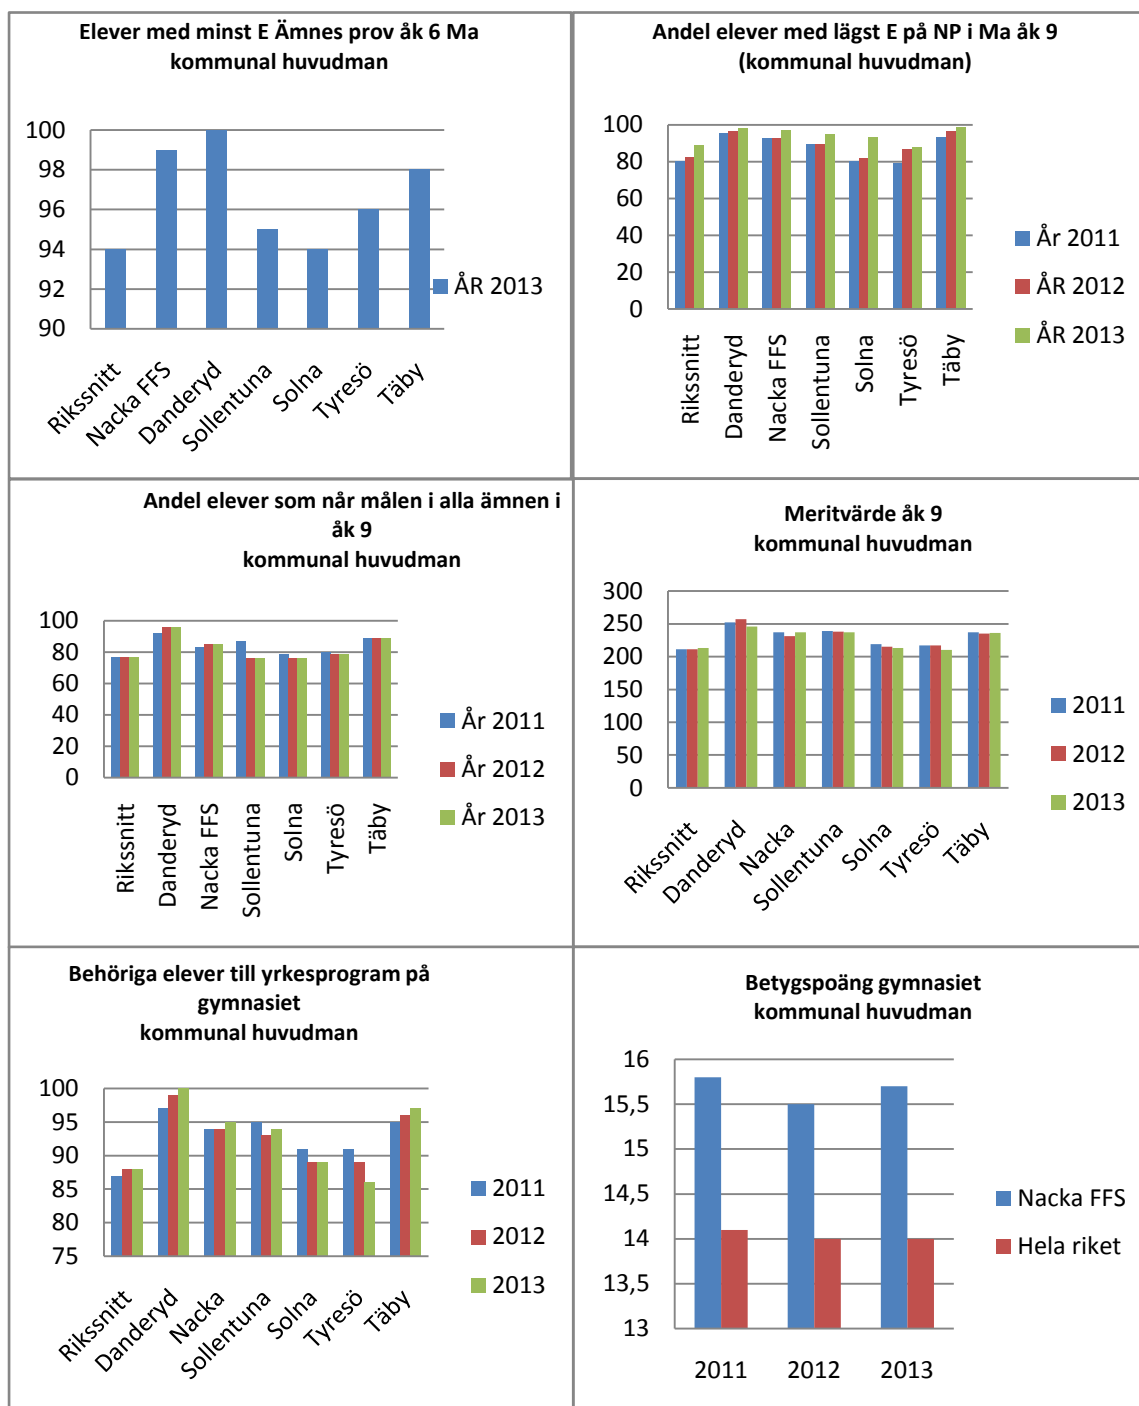 Elever med minst E Ämnes prov åk 6 Ma
kommunal huvudman
100
98
96
94
92
90
Rikssnitt
Nacka FFS
Danderyd
Sollentuna
Solna
Tyresö
Täby
ÅR 2013
Andel elever med lägst E på NP i Ma åk 9
(kommunal huvudman)
100
80
60
40
20
0
Rikssnitt
Danderyd
Nacka FFS
Sollentuna
Solna
Tyresö
Täby
År 2011
ÅR 2012
ÅR 2013
Andel elever som når målen i alla ämnen i
åk 9
kommunal huvudman
100
80
60
40
20
0
Rikssnitt
Danderyd
Nacka FFS
Sollentuna
Solna
Tyresö
Täby
År 2011
År 2012
År 2013
Meritvärde åk 9
kommunal huvudman
300
250
200
150
100
50
0
Rikssnitt
Danderyd
Nacka
Sollentuna
Solna
Tyresö
Täby
2011
2012
2013
Behöriga elever till yrkesprogram på
gymnasiet
kommunal huvudman
100
95
90
85
80
75
Rikssnitt
Danderyd
Nacka
Sollentuna
Solna
Tyresö
Täby
2011
2012
2013
Betygspoäng gymnasiet
kommunal huvudman
16
15,5
15
14,5
14
13,5
13
2011
2012
2013
Nacka FFS
Hela riket